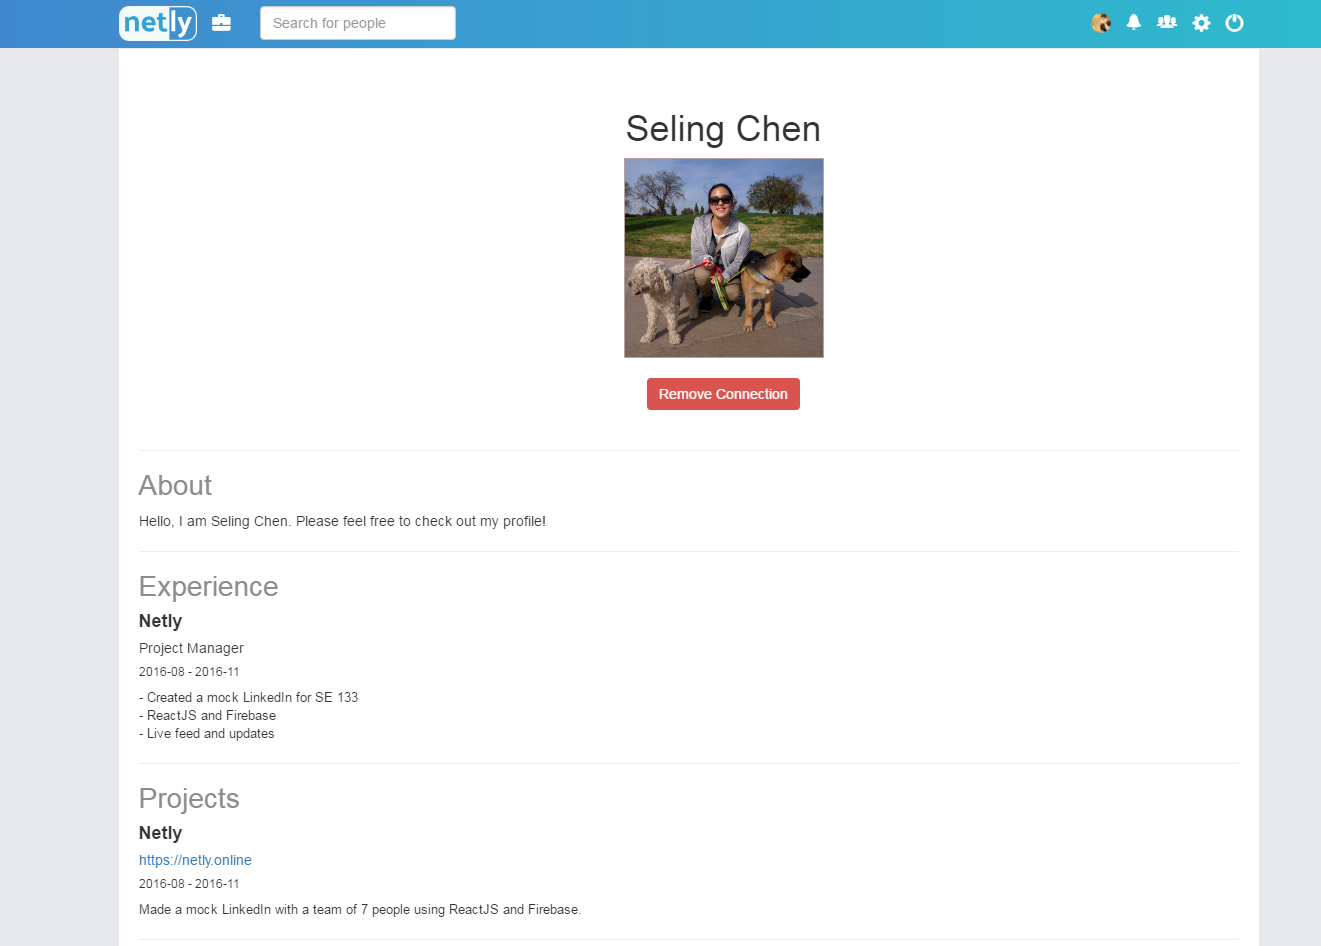 netly
Search for people
Seling Chen
Remove Connection
About
Hello, I am Seling Chen. Please feel free to check out my profile!
Experience
Netly
Project Manager
2016-08 - 2016-11
- Created a mock LinkedIn for SE 133
- ReactJS and Firebase
- Live feed and updates
Projects
Netly
https://netly.online
2016-08 - 2016-11
Made a mock LinkedIn with a team of 7 people using ReactJS and Firebase.